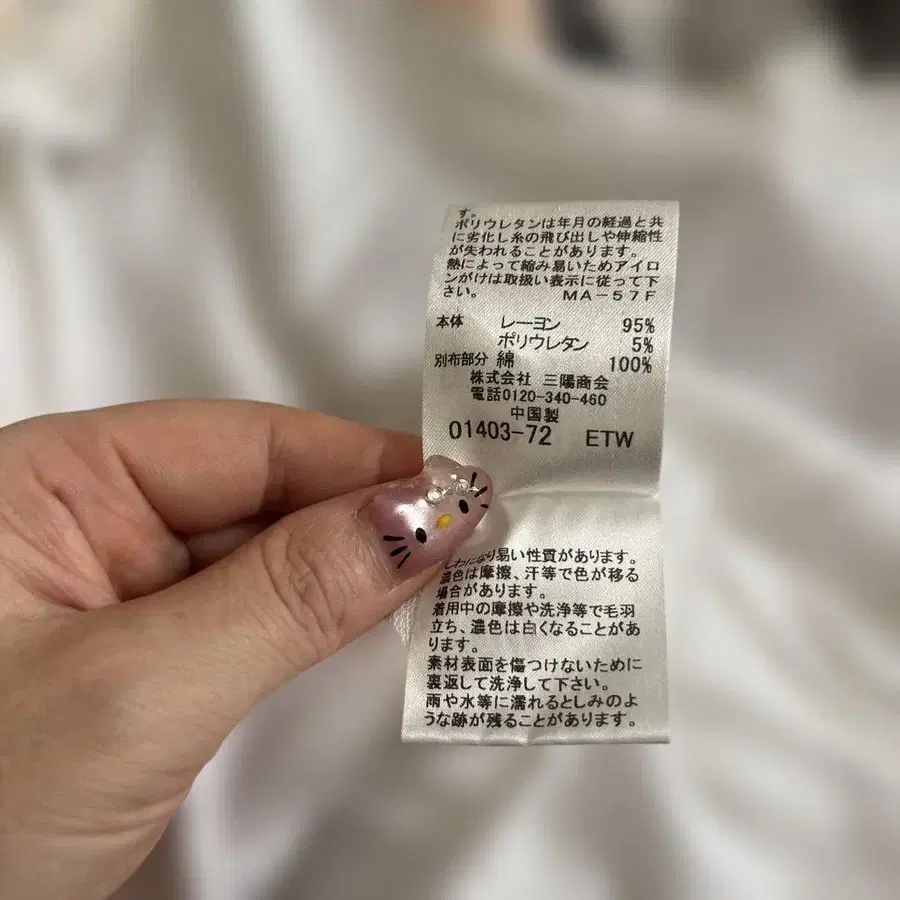 す。
ポリウレタンは年月の経過と共
に劣化し糸の飛び出しや伸縮性
が失われることがあります。
熱によって縮み易いためアイロ
ンがけは取扱い表示に従って下
さい。 MA-57F
本体 レーヨン 95%
ポリウレタン 5%
別布部分 綿 100%
株式会社 三陽商会
電話0120-340-460
中国製
01403-72 ETW
しわになり易い性質があります。
濃色は摩擦、汗等で色が移る
場合があります。
着用中の摩擦や洗浄等で毛羽
立ち、濃色は白くなることがあ
ります。
素材表面を傷つけないために
裏返して洗浄して下さい。
雨や水等に濡れるとしみのよ
うな跡が残ることがあります。